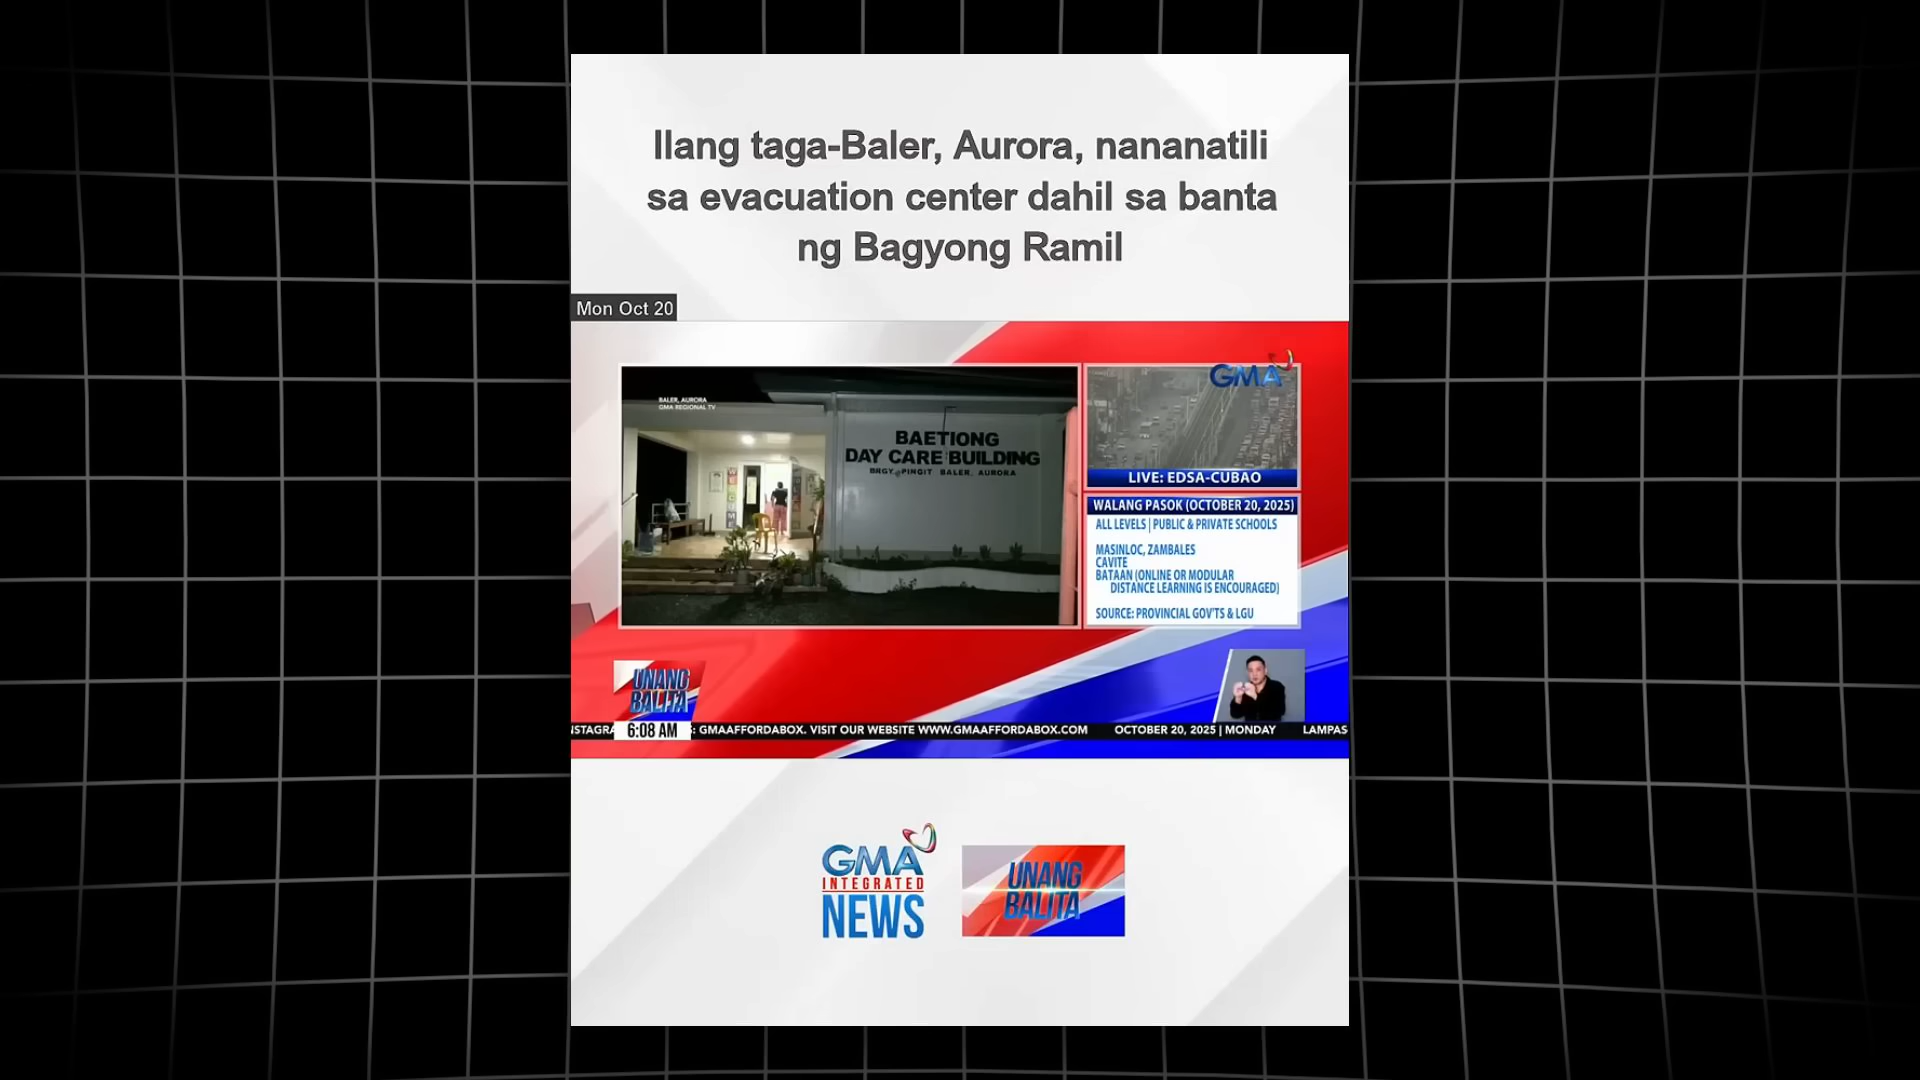 Ilang taga-Baler, Aurora, nananatili
sa evacuation center dahil sa banta
ng Bagyong Ramil
Mon Oct 20
BALER, AURORA
GMA REGIONAL TV
BAETIONG
DAY CARE BUILDING
BRGY. PINGIT BALER, AURORA
WELCOME
GMA
LIVE: EDSA-CUBAO
WALANG PASOK (OCTOBER 20, 2025)
ALL LEVELS | PUBLIC & PRIVATE SCHOOLS
MASINLOC, ZAMBALES
CAVITE
BATAAN (ONLINE OR MODULAR
DISTANCE LEARNING IS ENCOURAGED)
SOURCE: PROVINCIAL GOV'TS & LGU
UNANG
BALITA
6:08 AM
: GMAAFFORDABOX. VISIT OUR WEBSITE WWW.GMAAFFORDABOX.COM OCTOBER 20, 2025 | MONDAY LAMPAS
GMA
INTEGRATED
NEWS
UNANG
BALITA